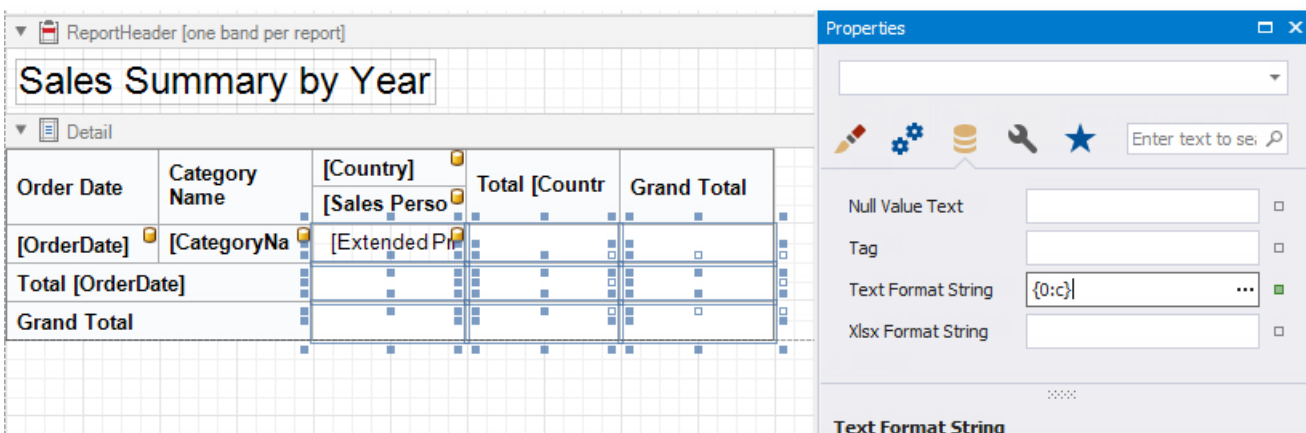 ReportHeader [one band per report]
Sales Summary by Year
Detail
Order Date
Category
Name
[Country]
[Sales Perso
Total [Countr
Grand Total
[OrderDate]
[CategoryNa
[Extended Pr
Total [OrderDate]
Grand Total
Properties
Enter text to sea
Null Value Text
Tag
Text Format String
{0:c}
...
Xlsx Format String
Text Format String